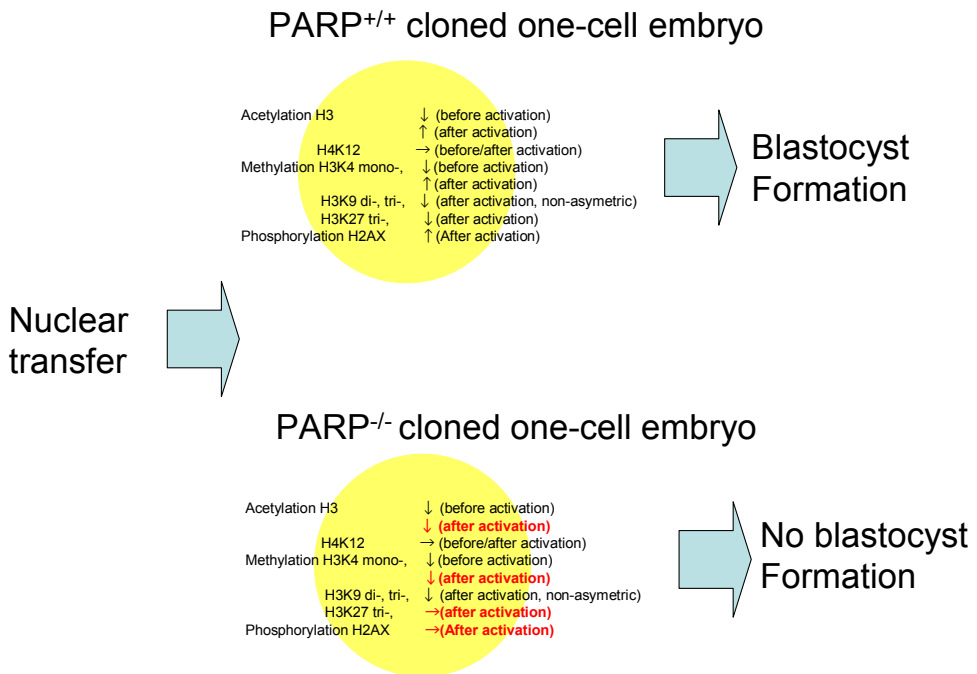 PARP+/+ cloned one-cell embryo
Acetylation H3 ↓ (before activation)
↑ (after activation)
H4K12 → (before/after activation)
Methylation H3K4 mono-, ↓ (before activation)
↑ (after activation)
H3K9 di-, tri-, ↓ (after activation, non-asymetric)
H3K27 tri-, ↓ (after activation)
Phosphorylation H2AX ↑ (After activation)
Blastocyst
Formation
Nuclear
transfer
PARP-/- cloned one-cell embryo
Acetylation H3 ↓ (before activation)
↓ (after activation)
H4K12 → (before/after activation)
Methylation H3K4 mono-, ↓ (before activation)
↓ (after activation)
H3K9 di-, tri-, ↓ (after activation, non-asymetric)
H3K27 tri-, →(after activation)
Phosphorylation H2AX →(After activation)
No blastocyst
Formation